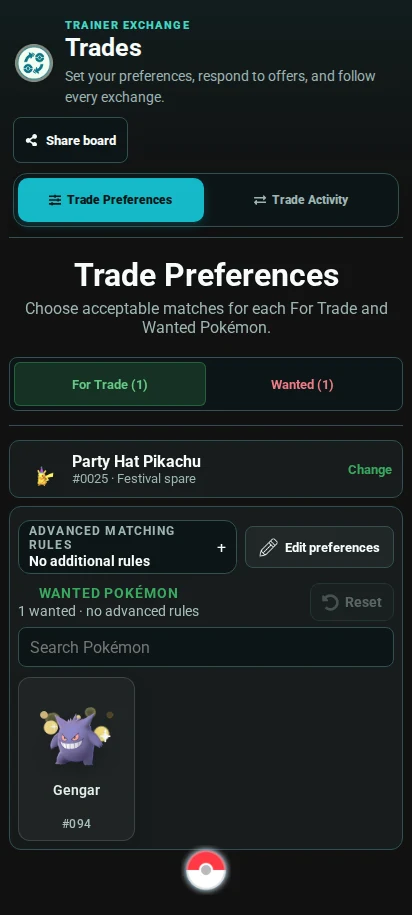 TRAINER EXCHANGE
Trades
Set your preferences, respond to offers, and follow
every exchange.
Share board
Trade Preferences
Trade Activity
Trade Preferences
Choose acceptable matches for each For Trade and
Wanted Pokémon.
For Trade (1)
Wanted (1)
Party Hat Pikachu
#0025 · Festival spare
Change
ADVANCED MATCHING
RULES
No additional rules
+
Edit preferences
WANTED POKÉMON
1 wanted · no advanced rules
Reset
Search Pokémon
Gengar
#094